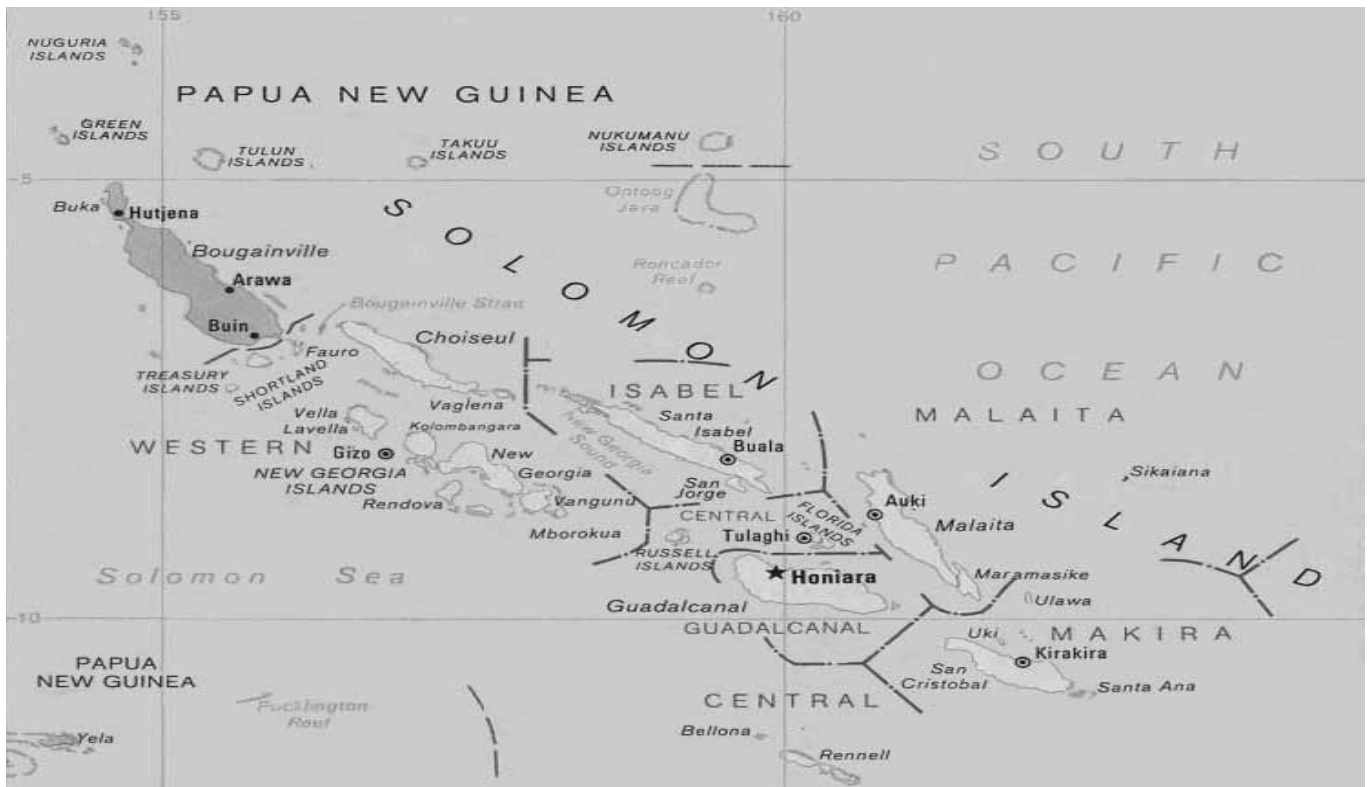 155
160
NUGURIA
ISLANDS
PAPUA NEW GUINEA
GREEN
ISLANDS
TULUN
ISLANDS
TAKUU
ISLANDS
NUKUMANU
ISLANDS
SOUTH
5
Ontong
Java
Buka
Hutjena
SOLOMON
Bougainville
PACIFIC
Roncador
Reef
Arawa
Bougainville Strait
Buin
Choiseul
Fauro
OCEAN
TREASURY
ISLANDS
SHORTLAND
ISLANDS
ISABEL
Vaglena
Vella
Lavella
Kolombangara
Santa
Isabel
MALAITA
WESTERN
Gizo
New
Georgia
New Georgia
Sound
Buala
NEW GEORGIA
ISLANDS
San
Jorge
Sikaiana
Rendova
Vangunu
Auki
ISLAND
Mborokua
CENTRAL
FLORIDA
ISLANDS
Malaita
Tulaghi
RUSSELL
ISLANDS
Solomon Sea
Honiara
Maramasike
Ulawa
Guadalcanal
10
GUADALCANAL
Uki
MAKIRA
Kirakira
PAPUA
NEW GUINEA
San
Cristobal
Santa Ana
Pocklington
Reef
CENTRAL
Bellona
Yela
Rennell